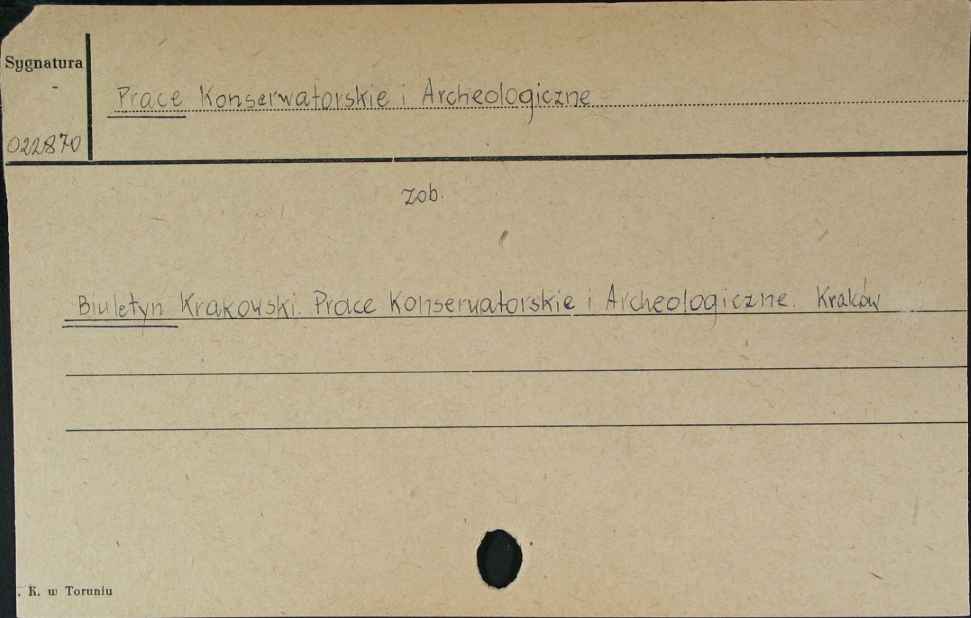 Sygnatura
Prace Konserwatorskie i Archeologiczne
022870
zob.
Biuletyn Krakowski. Prace Konserwatorskie i Archeologiczne. Kraków
. K. w Toruniu